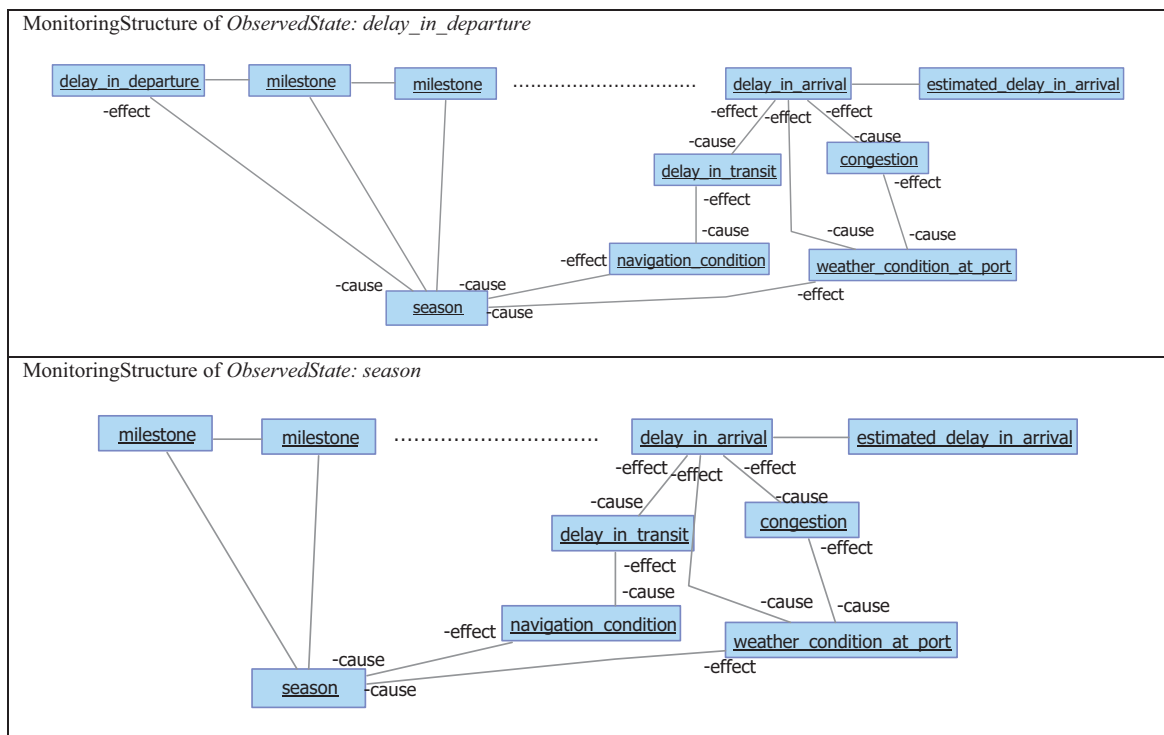 MonitoringStructure of ObservedState: delay_in_departure
delay_in_departure milestone milestone .............................. delay_in_arrival estimated_delay_in_arrival
-effect -effect -effect -effect
-cause -cause
delay_in_transit congestion
-effect -effect
-cause -cause -cause
-effect navigation_condition weather_condition_at_port
-cause -cause -effect
season -cause
MonitoringStructure of ObservedState: season
milestone milestone .............................. delay_in_arrival estimated_delay_in_arrival
-effect -effect -effect
-cause -cause
delay_in_transit congestion
-effect -effect
-cause -cause -cause
-effect navigation_condition weather_condition_at_port
-cause -effect
season -cause